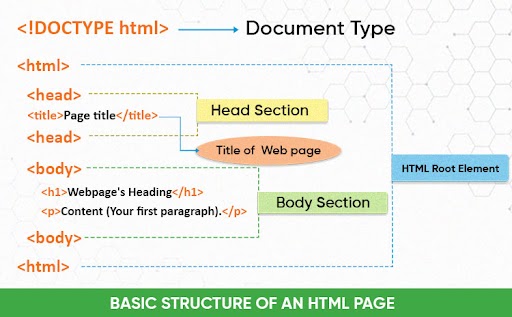 <!DOCTYPE html> Document Type
<html>
<head>
Head Section
<title>Page title</title>
<head>
Title of Web page
<body>
HTML Root Element
<h1>Webpage's Heading</h1>
<p>Content (Your first paragraph).</p>
Body Section
<body>
<html>
BASIC STRUCTURE OF AN HTML PAGE